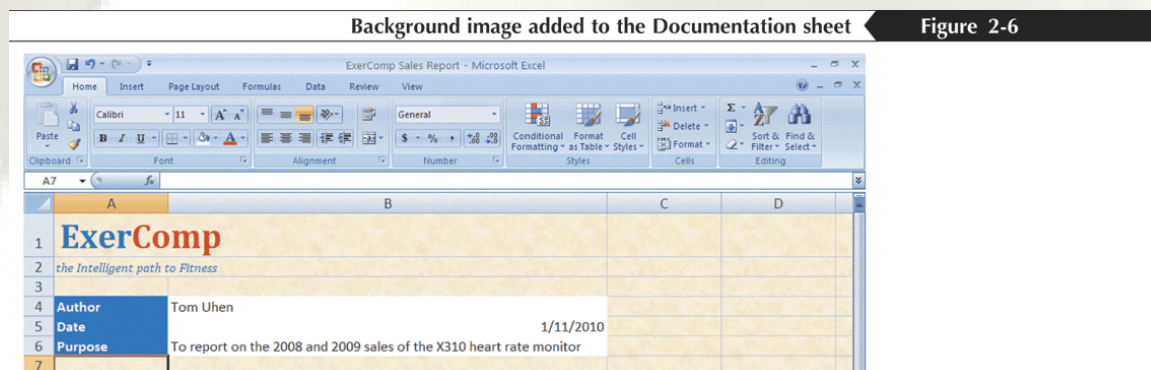 Background image added to the Documentation sheet Figure 2-6
ExerComp Sales Report - Microsoft Excel
Home Insert Page Layout Formulas Data Review View
Calibri 11 A A General Insert Σ
Paste B I U A $ % , .0 .00 .00 .0 Conditional Formatting Format as Table Cell Styles Delete Format Sort & Filter Find & Select
Clipboard Font Alignment Number Styles Cells Editing
A7 fx
A B C D
1 ExerComp
2 the Intelligent path to Fitness
3
4 Author Tom Uhen
5 Date 1/11/2010
6 Purpose To report on the 2008 and 2009 sales of the X310 heart rate monitor
7